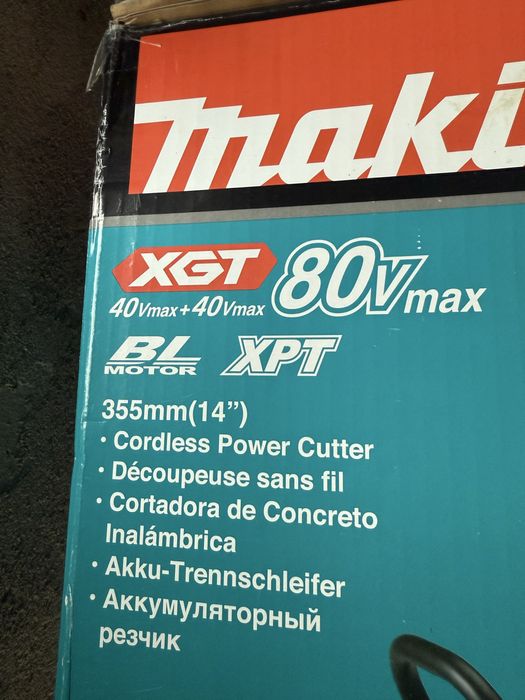 maki
XGT 80Vmax
40Vmax+40Vmax
BL
MOTOR XPT
355mm(14”)
· Cordless Power Cutter
· Découpeuse sans fil
· Cortadora de Concreto
Inalámbrica
· Akku-Trennschleifer
· Аккумуляторный
резчик